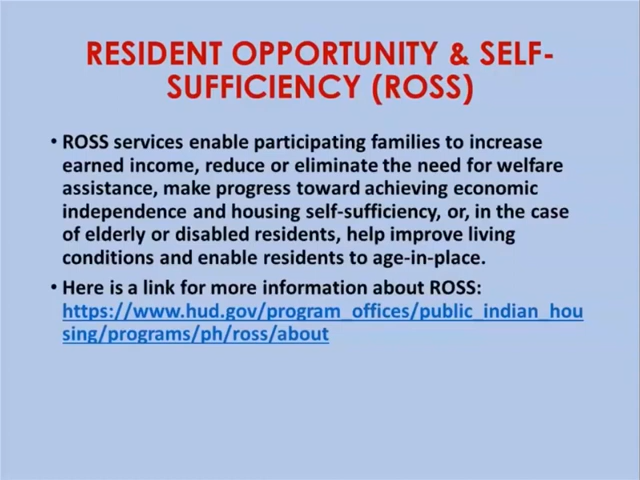 RESIDENT OPPORTUNITY & SELF-
SUFFICIENCY (ROSS)
• ROSS services enable participating families to increase
earned income, reduce or eliminate the need for welfare
assistance, make progress toward achieving economic
independence and housing self-sufficiency, or, in the case
of elderly or disabled residents, help improve living
conditions and enable residents to age-in-place.
• Here is a link for more information about ROSS:
https://www.hud.gov/program_offices/public_indian_hou
sing/programs/ph/ross/about